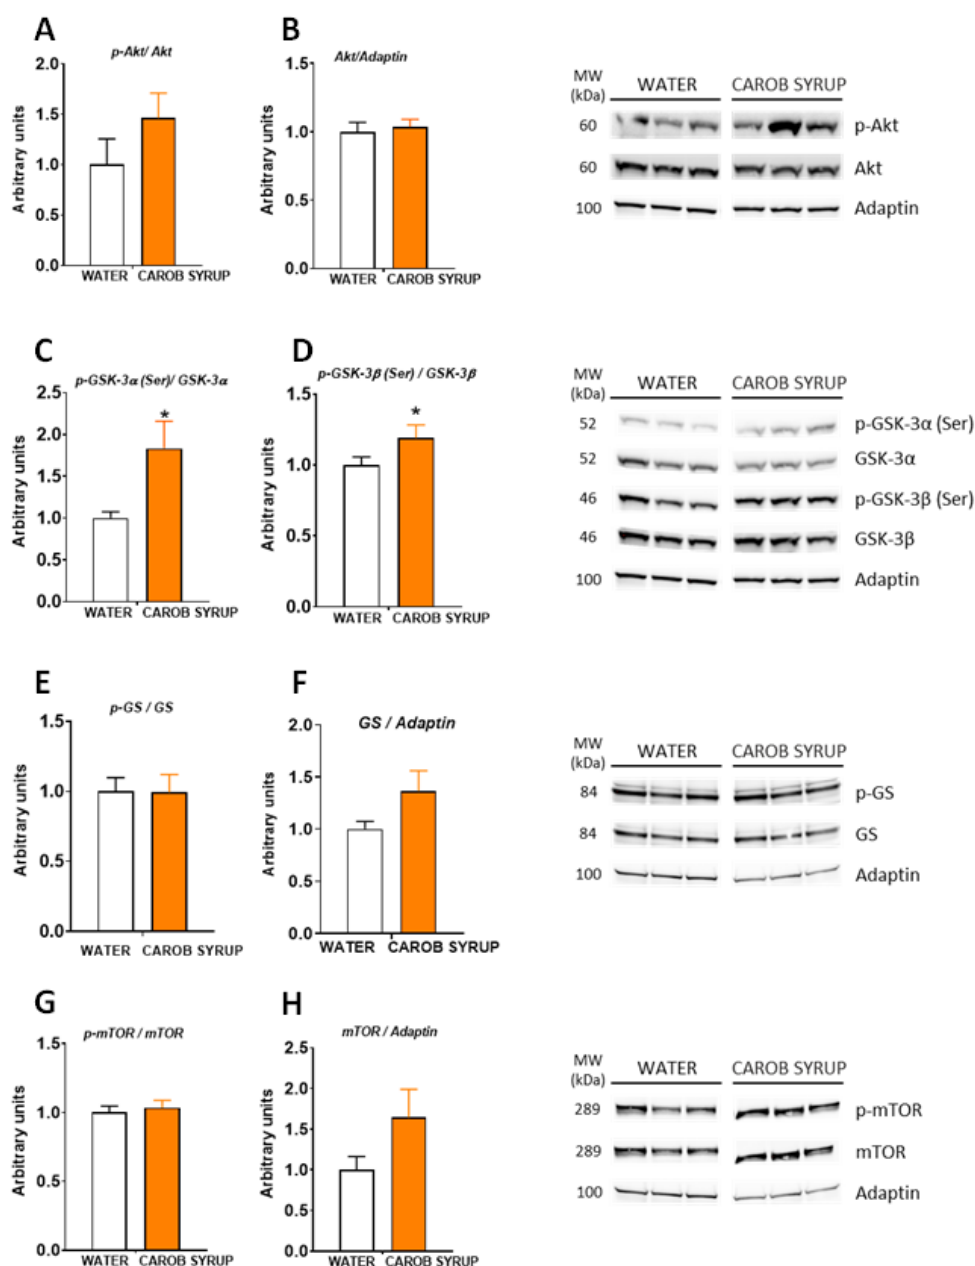 A
p-Akt/ Akt
Arbitrary units
2.0
1.5
1.0
0.5
0.0
WATER CAROB SYRUP
B
Akt/Adaptin
Arbitrary units
1.5
1.0
0.5
0.0
WATER CAROB SYRUP
MW (kDa)
WATER CAROB SYRUP
60 p-Akt
60 Akt
100 Adaptin
C
p-GSK-3α (Ser)/ GSK-3α
Arbitrary units
2.5
2.0
1.5
1.0
0.5
0.0
*
WATER CAROB SYRUP
D
p-GSK-3β (Ser) / GSK-3β
Arbitrary units
1.5
1.0
0.5
0.0
*
WATER CAROB SYRUP
MW (kDa)
WATER CAROB SYRUP
52 p-GSK-3α (Ser)
52 GSK-3α
46 p-GSK-3β (Ser)
46 GSK-3β
100 Adaptin
E
p-GS / GS
Arbitrary units
1.5
1.0
0.5
0.0
WATER CAROB SYRUP
F
GS / Adaptin
Arbitrary units
2.0
1.5
1.0
0.5
0.0
WATER CAROB SYRUP
MW (kDa)
WATER CAROB SYRUP
84 p-GS
84 GS
100 Adaptin
G
p-mTOR / mTOR
Arbitrary units
1.5
1.0
0.5
0.0
WATER CAROB SYRUP
H
mTOR / Adaptin
Arbitrary units
2.5
2.0
1.5
1.0
0.5
0.0
WATER CAROB SYRUP
MW (kDa)
WATER CAROB SYRUP
289 p-mTOR
289 mTOR
100 Adaptin